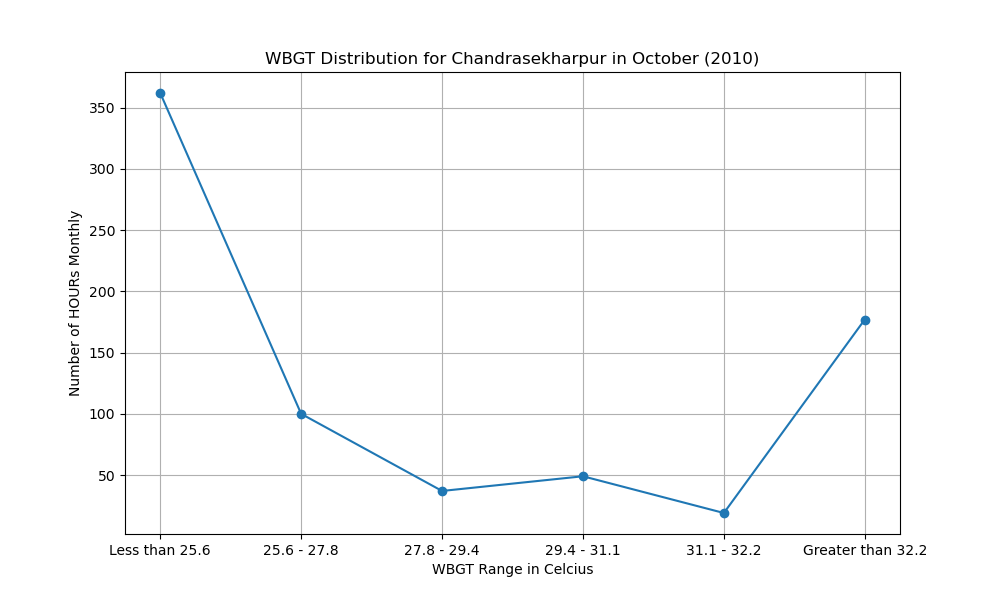 WBGT Distribution for Chandrasekharpur in October (2010)
Number of HOURs Monthly
350
300
250
200
150
100
50
Less than 25.6
25.6 - 27.8
27.8 - 29.4
29.4 - 31.1
31.1 - 32.2
Greater than 32.2
WBGT Range in Celcius